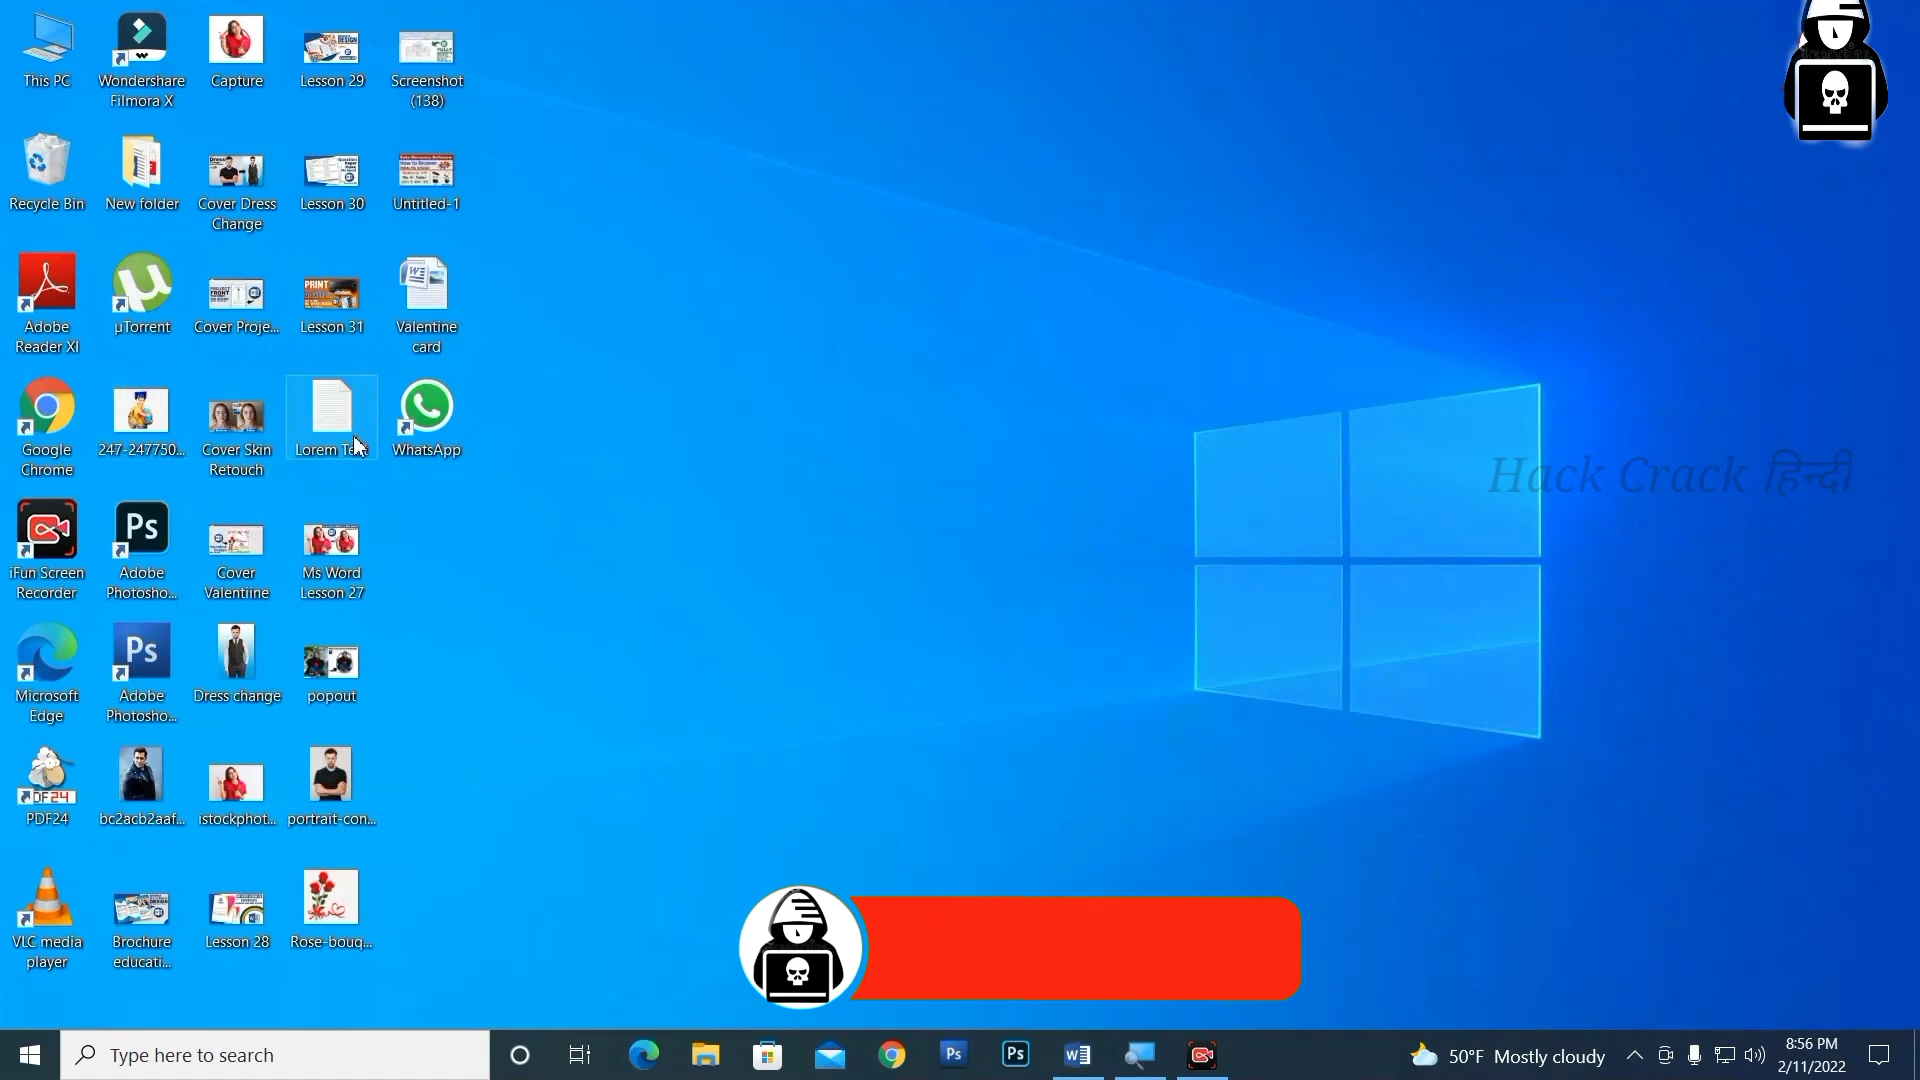 This PC
Wondershare
Filmora X
Capture
Lesson 29
Screenshot
(138)
Recycle Bin
New folder
Cover Dress
Change
Lesson 30
Untitled-1
Adobe
Reader XI
µTorrent
Cover Proje...
Lesson 31
Valentine
card
Google
Chrome
247-247750...
Cover Skin
Retouch
Lorem Text
WhatsApp
iFun Screen
Recorder
Adobe
Photosho...
Cover
Valentiine
Ms Word
Lesson 27
Microsoft
Edge
Adobe
Photosho...
Dress change
popout
PDF24
bc2acb2aaf...
istockphot...
portrait-con...
VLC media
player
Brochure
educati...
Lesson 28
Rose-bouq...
Hack Crack हिन्दी
Type here to search
50°F Mostly cloudy
8:56 PM
2/11/2022